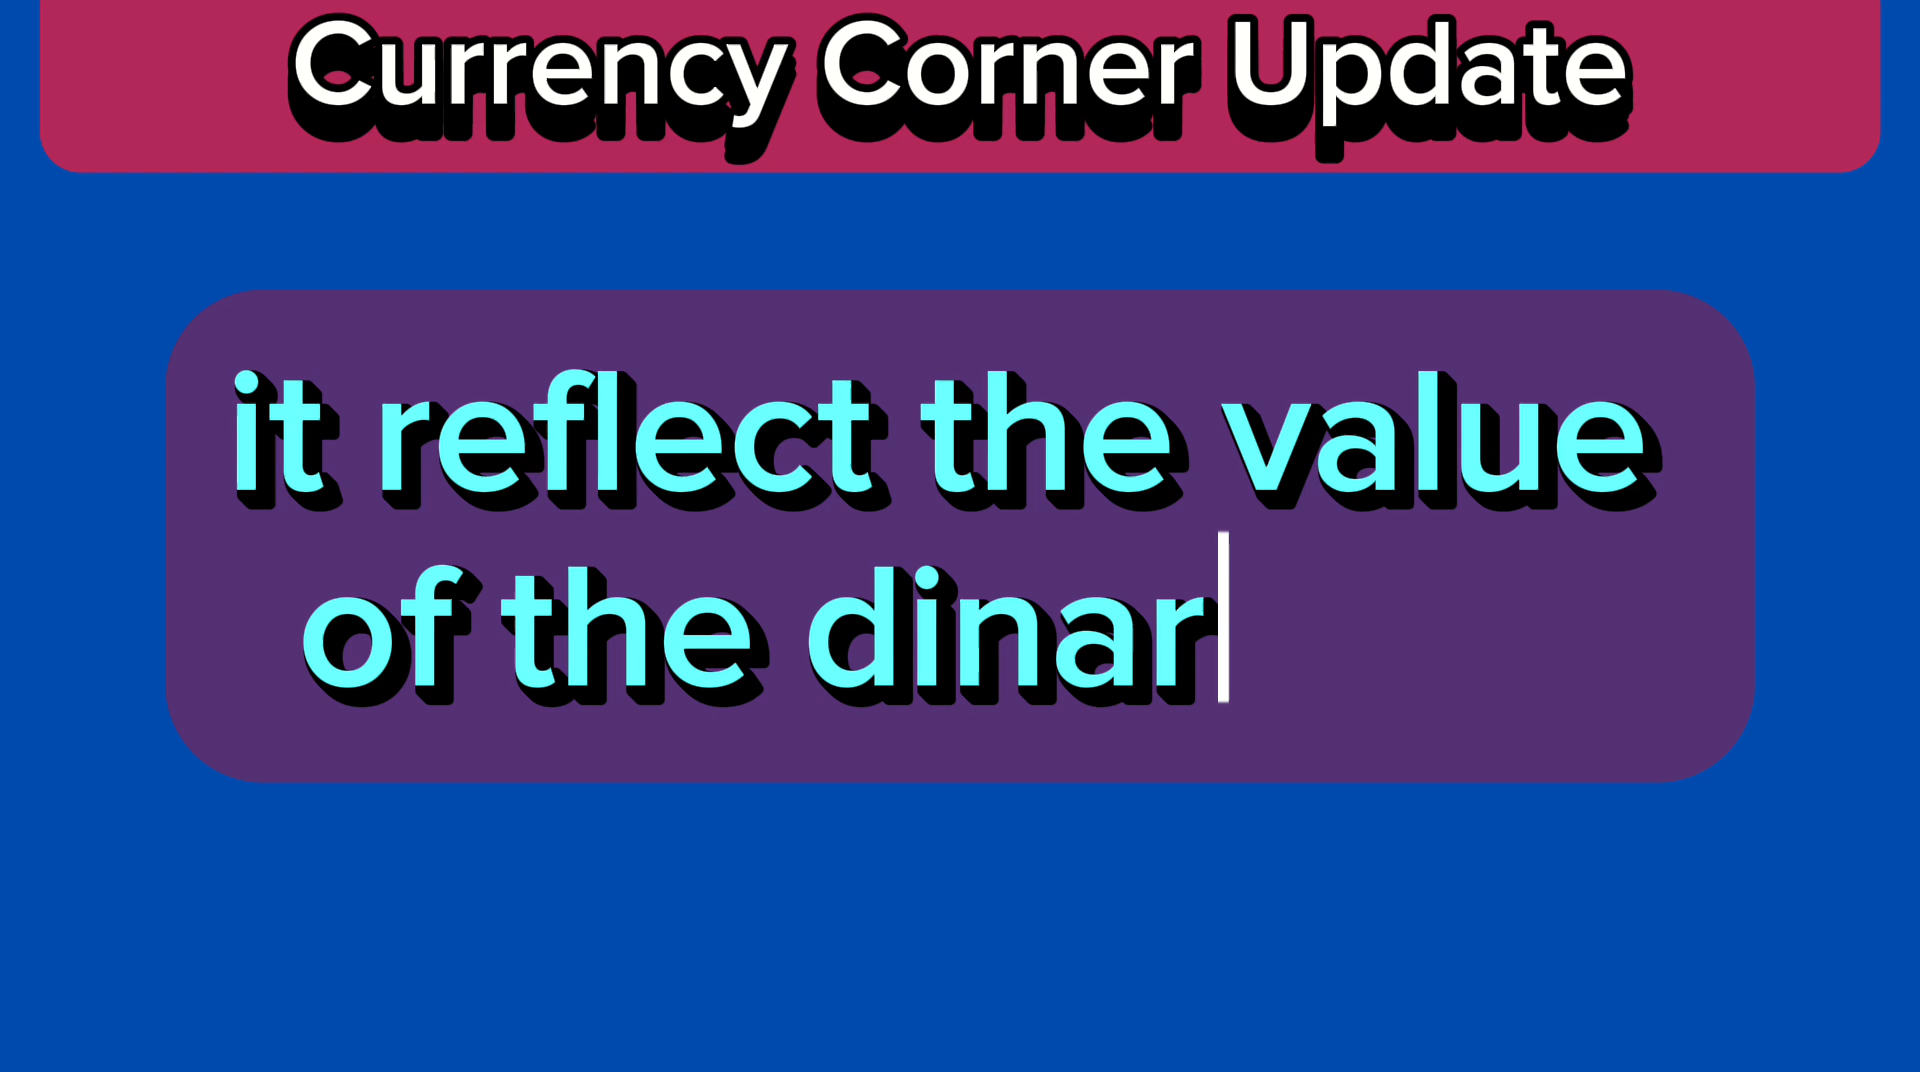 Currency Corner Update
it reflect the value
of the dinar